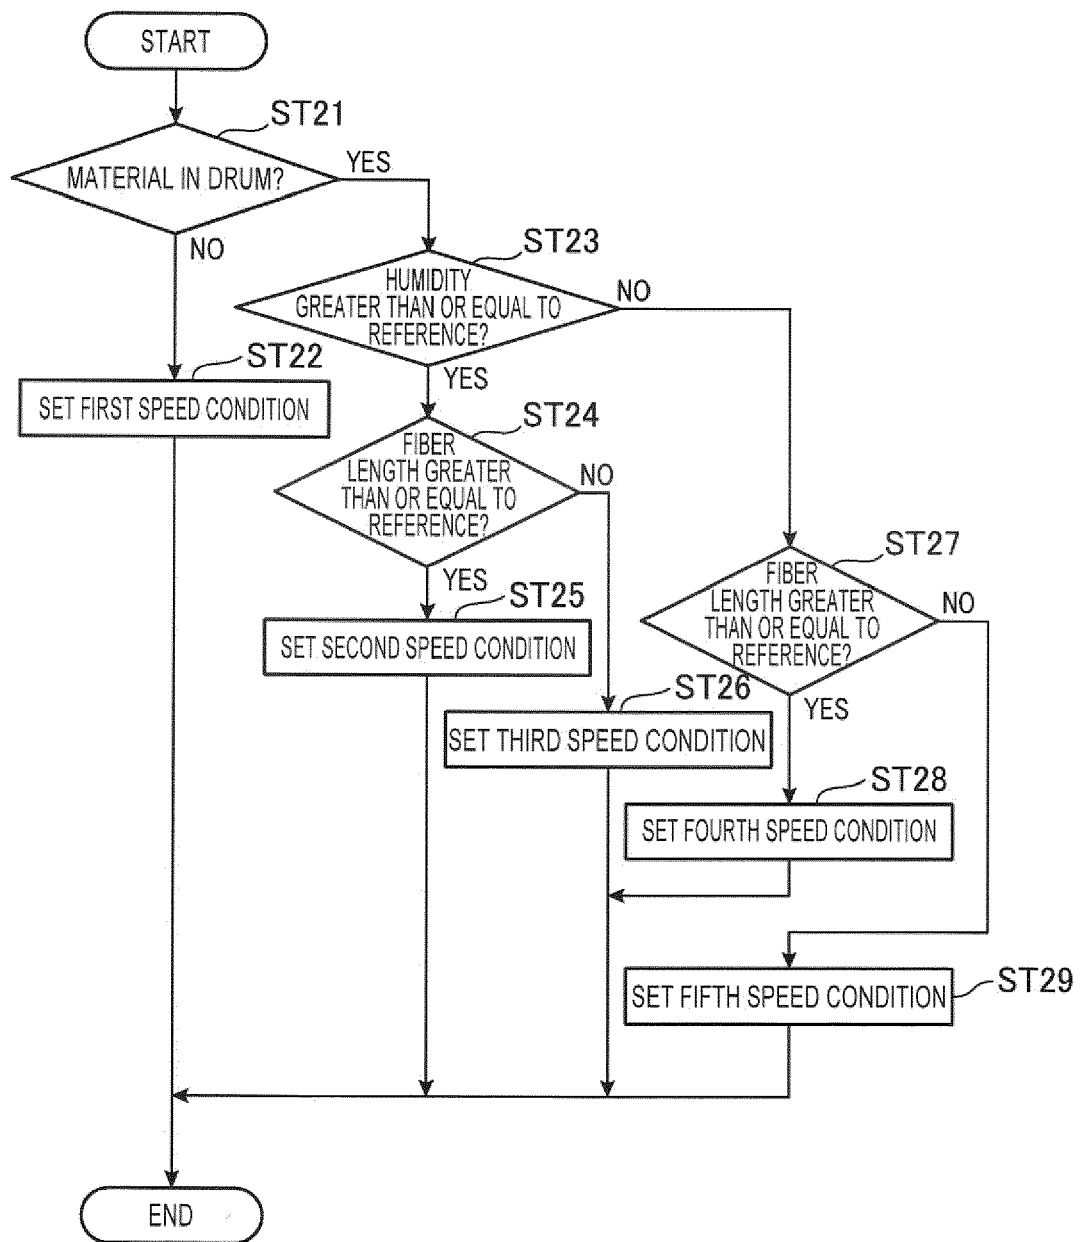 START
ST21
MATERIAL IN DRUM?
YES
NO
ST23
HUMIDITY
GREATER THAN OR EQUAL TO
REFERENCE?
NO
YES
ST22
SET FIRST SPEED CONDITION
ST24
FIBER
LENGTH GREATER
THAN OR EQUAL TO
REFERENCE?
NO
YES
ST25
SET SECOND SPEED CONDITION
ST27
FIBER
LENGTH GREATER
THAN OR EQUAL TO
REFERENCE?
NO
YES
ST26
SET THIRD SPEED CONDITION
ST28
SET FOURTH SPEED CONDITION
SET FIFTH SPEED CONDITION
ST29
END